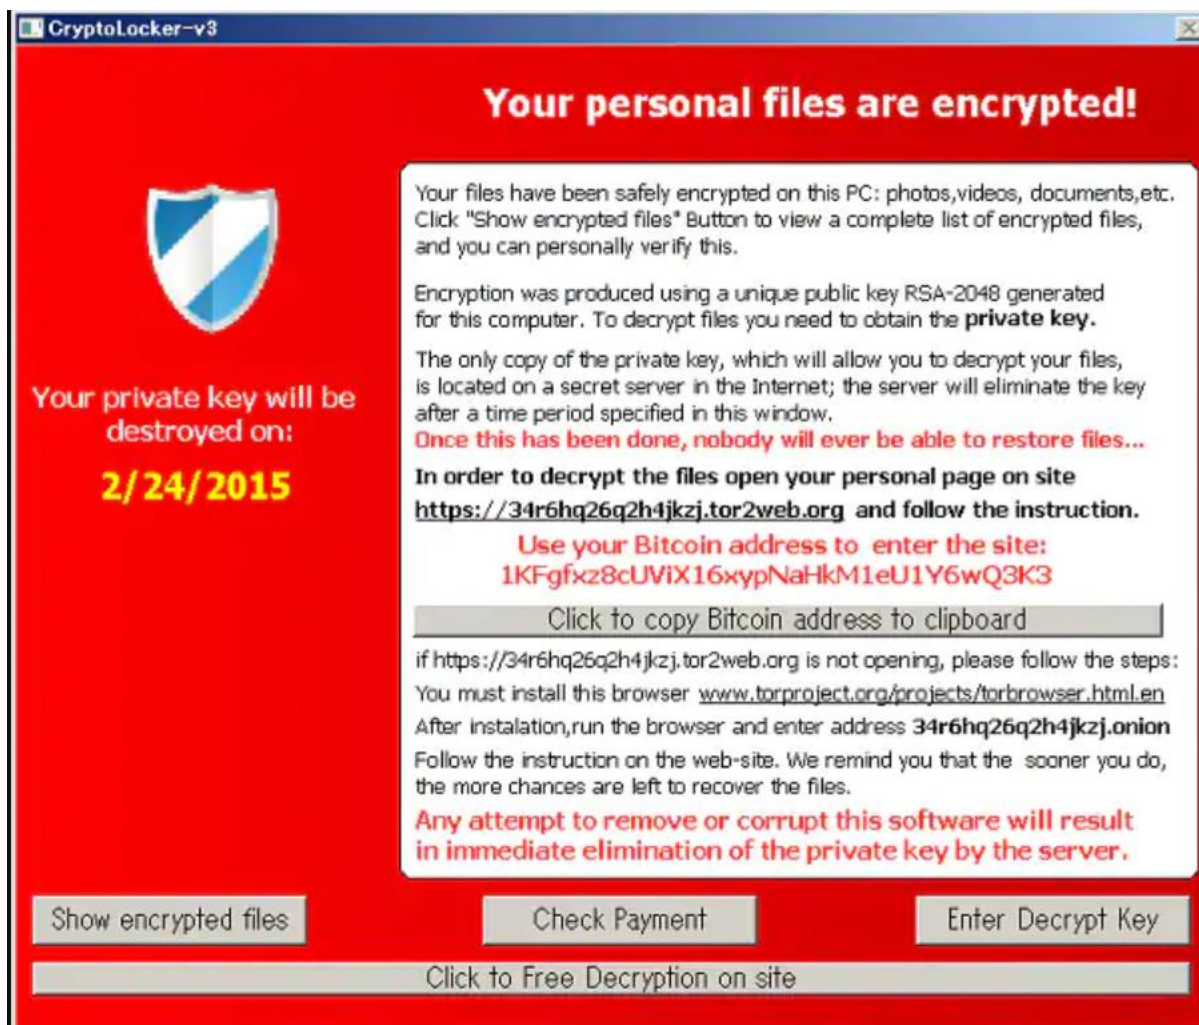 CryptoLocker-v3
Your personal files are encrypted!
Your private key will be
destroyed on:
2/24/2015
Your files have been safely encrypted on this PC: photos,videos, documents,etc.
Click "Show encrypted files" Button to view a complete list of encrypted files,
and you can personally verify this.
Encryption was produced using a unique public key RSA-2048 generated
for this computer. To decrypt files you need to obtain the private key.
The only copy of the private key, which will allow you to decrypt your files,
is located on a secret server in the Internet; the server will eliminate the key
after a time period specified in this window.
Once this has been done, nobody will ever be able to restore files...
In order to decrypt the files open your personal page on site
https://34r6hq26q2h4jkzj.tor2web.org and follow the instruction.
Use your Bitcoin address to enter the site:
1KFgfxz8cUViX16xypNaHkM1eU1Y6wQ3K3
Click to copy Bitcoin address to clipboard
if https://34r6hq26q2h4jkzj.tor2web.org is not opening, please follow the steps:
You must install this browser www.torproject.org/projects/torbrowser.html.en
After instalation,run the browser and enter address 34r6hq26q2h4jkzj.onion
Follow the instruction on the web-site. We remind you that the sooner you do,
the more chances are left to recover the files.
Any attempt to remove or corrupt this software will result
in immediate elimination of the private key by the server.
Show encrypted files
Check Payment
Enter Decrypt Key
Click to Free Decryption on site